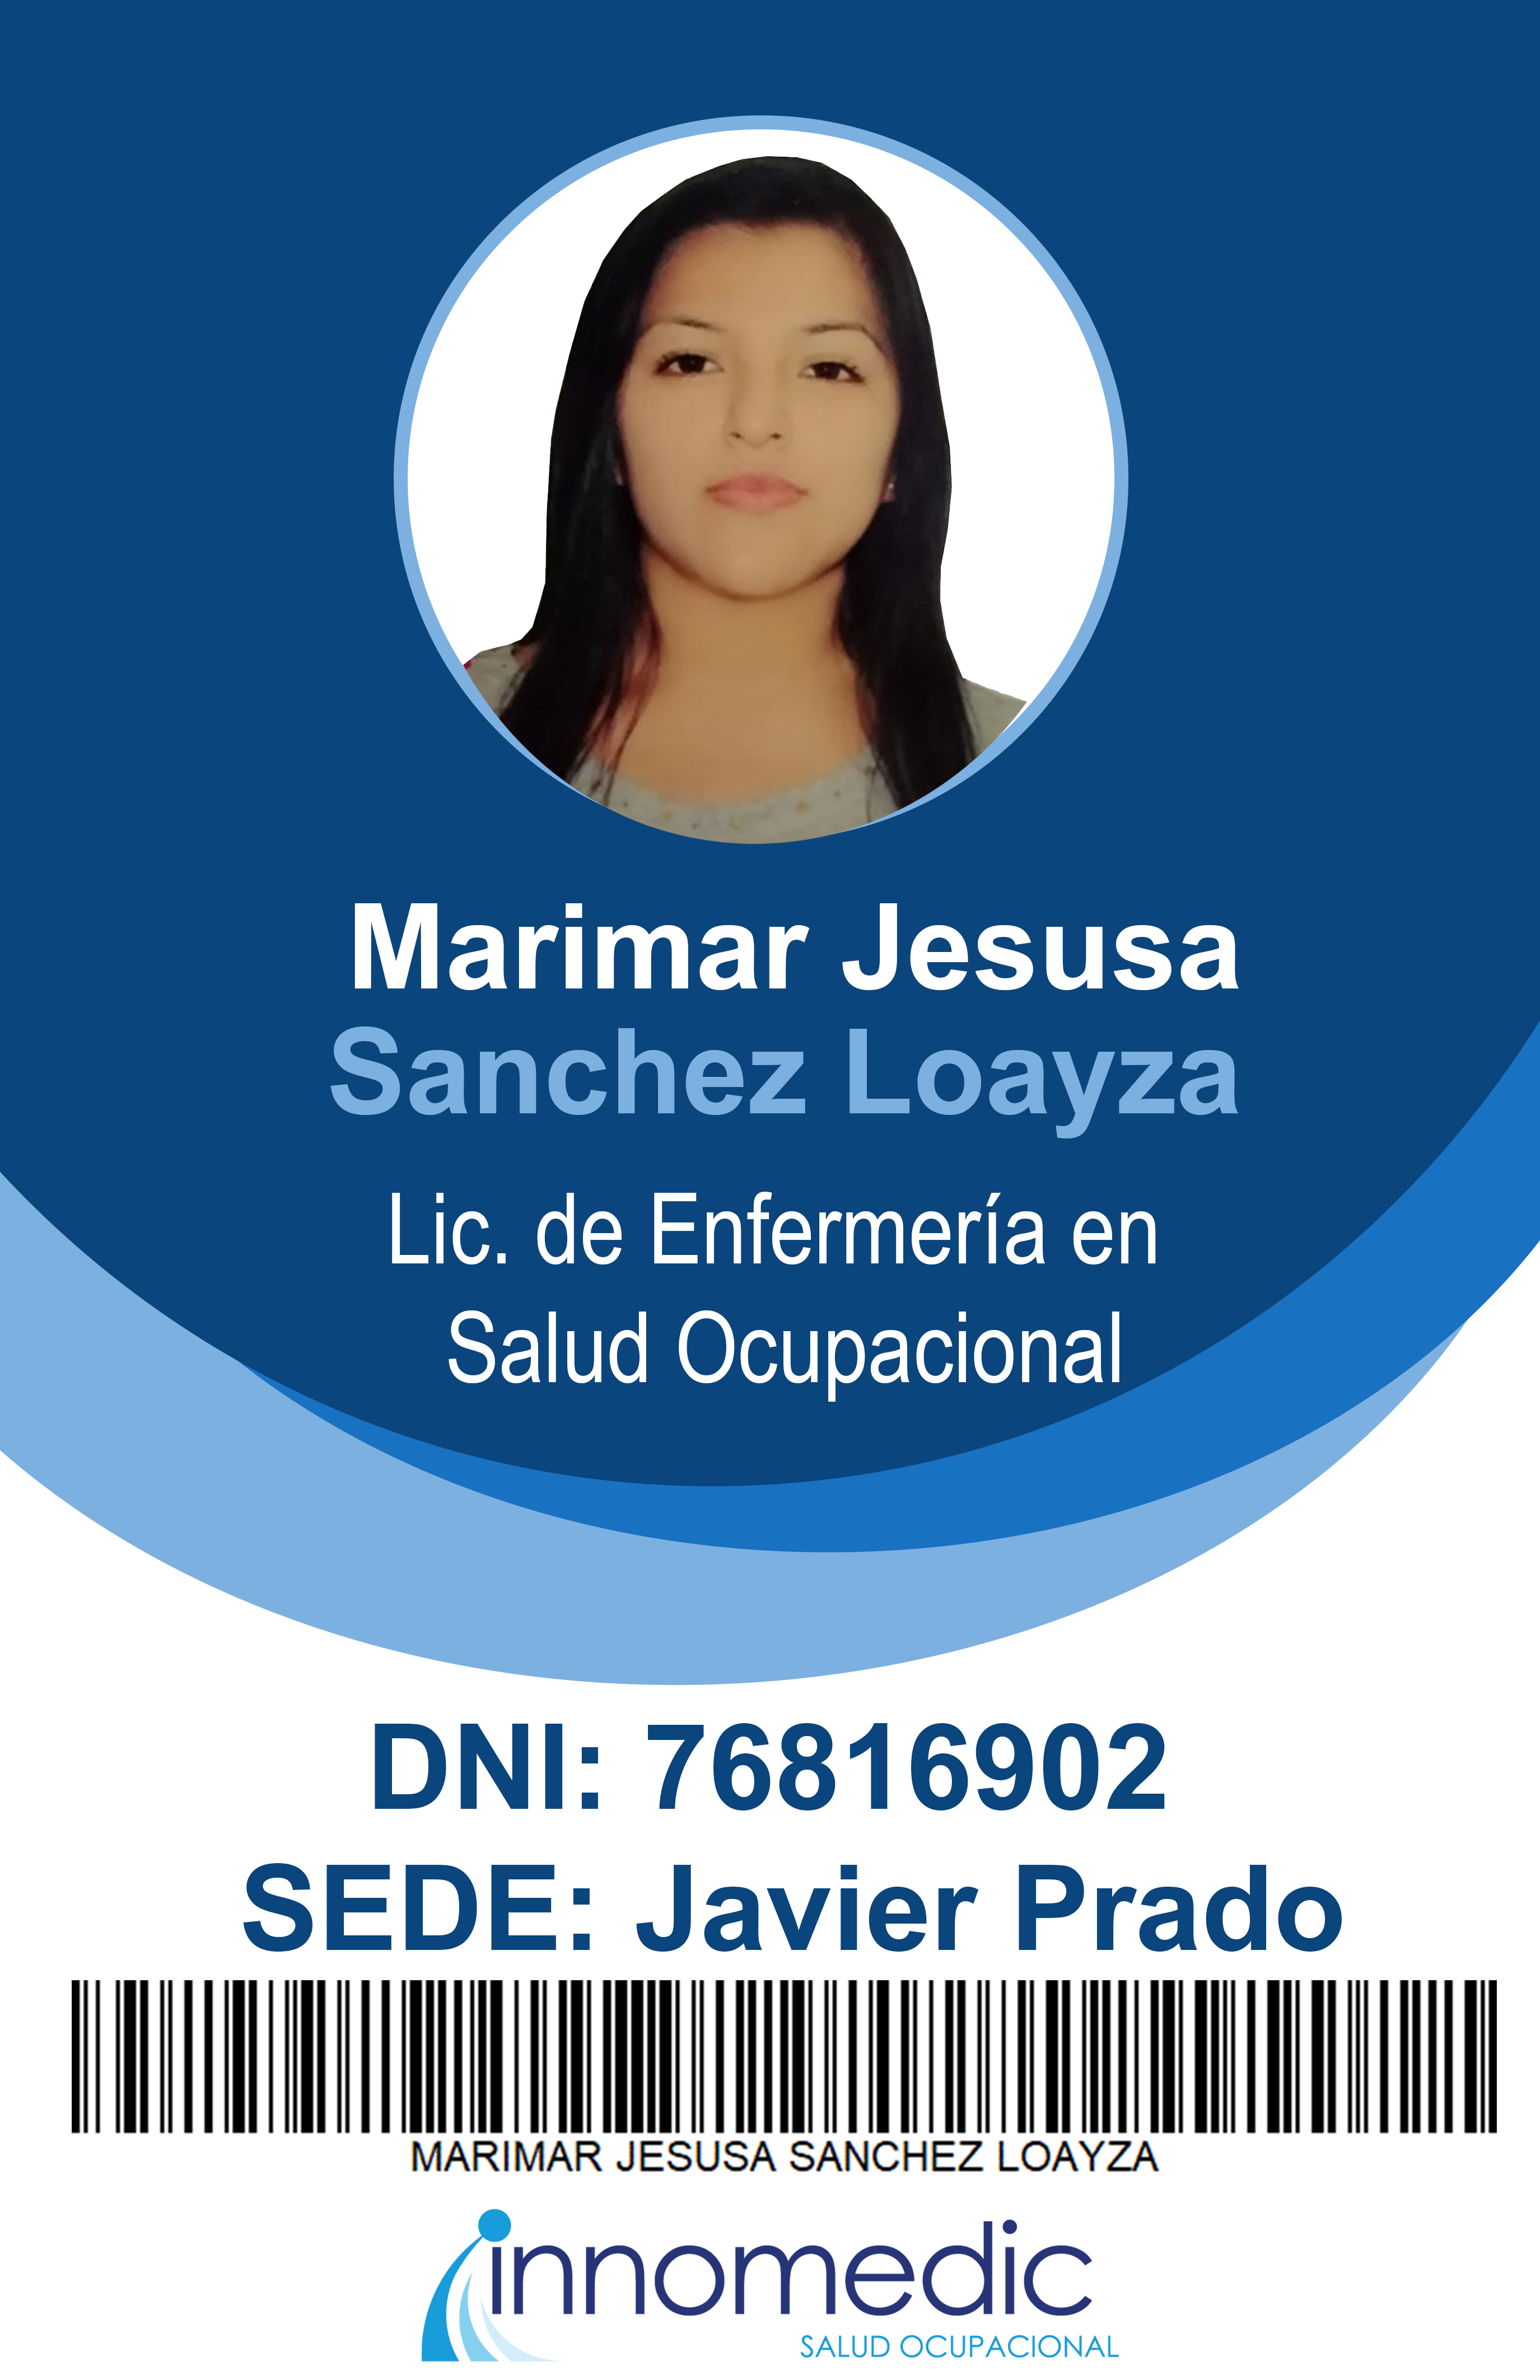 Marimar Jesusa
Sanchez Loayza
Lic. de Enfermería en
Salud Ocupacional
DNI: 76816902
SEDE: Javier Prado
MARIMAR JESUSA SANCHEZ LOAYZA
innomedic
SALUD OCUPACIONAL